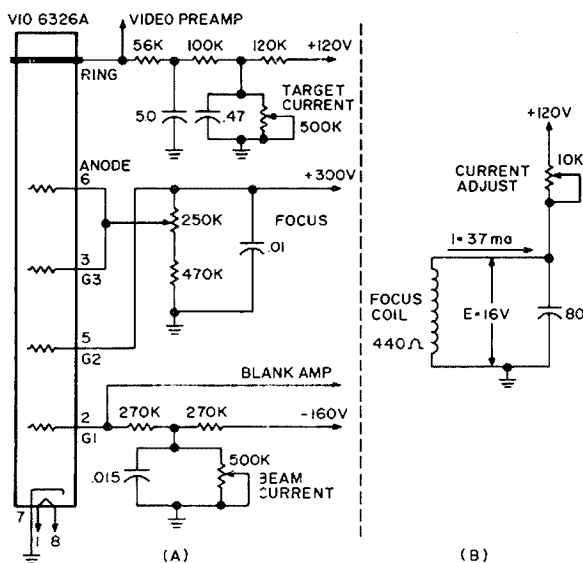 VIO 6326A
VIDEO PREAMP
56K 100K 120K +120V
RING
TARGET
CURRENT
5.0 .47 500K
ANODE
6
+300V
250K FOCUS
.01
3
G3
470K
5
G2
BLANK AMP
2 270K 270K -160V
G1
500K
.015 BEAM
CURRENT
7 1 8
(A)
+120V
10K
CURRENT
ADJUST
I=37ma
FOCUS
COIL
E=16V 80
440Ω
(B)